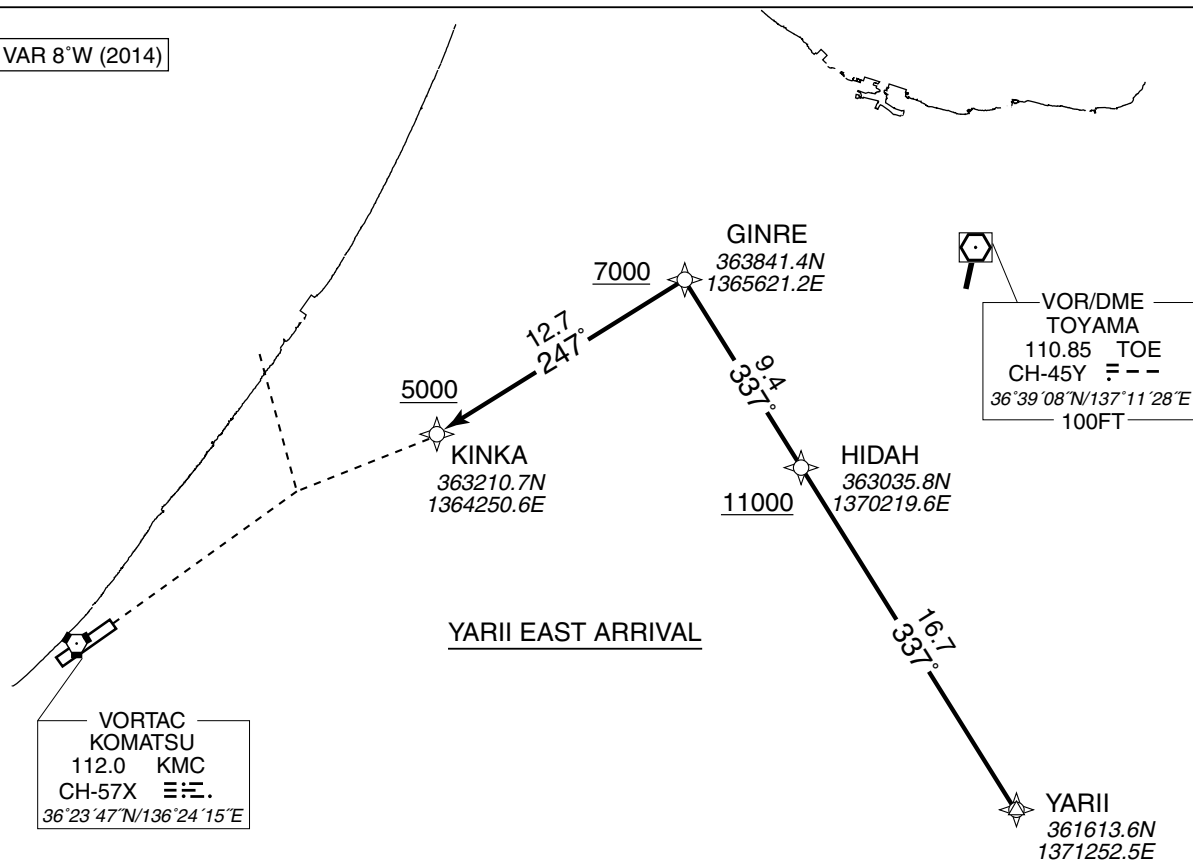 VAR 8°W (2014)
GINRE
363841.4N
1365621.2E
7000
12.7
247°
9.4
337°
VOR/DME
TOYAMA
110.85 TOE
CH-45Y
36°39′08″N/137°11′28″E
100FT
5000
KINKA
363210.7N
1364250.6E
HIDAH
363035.8N
1370219.6E
11000
16.7
337°
YARII EAST ARRIVAL
VORTAC
KOMATSU
112.0 KMC
CH-57X
36°23′47″N/136°24′15″E
YARII
361613.6N
1371252.5E